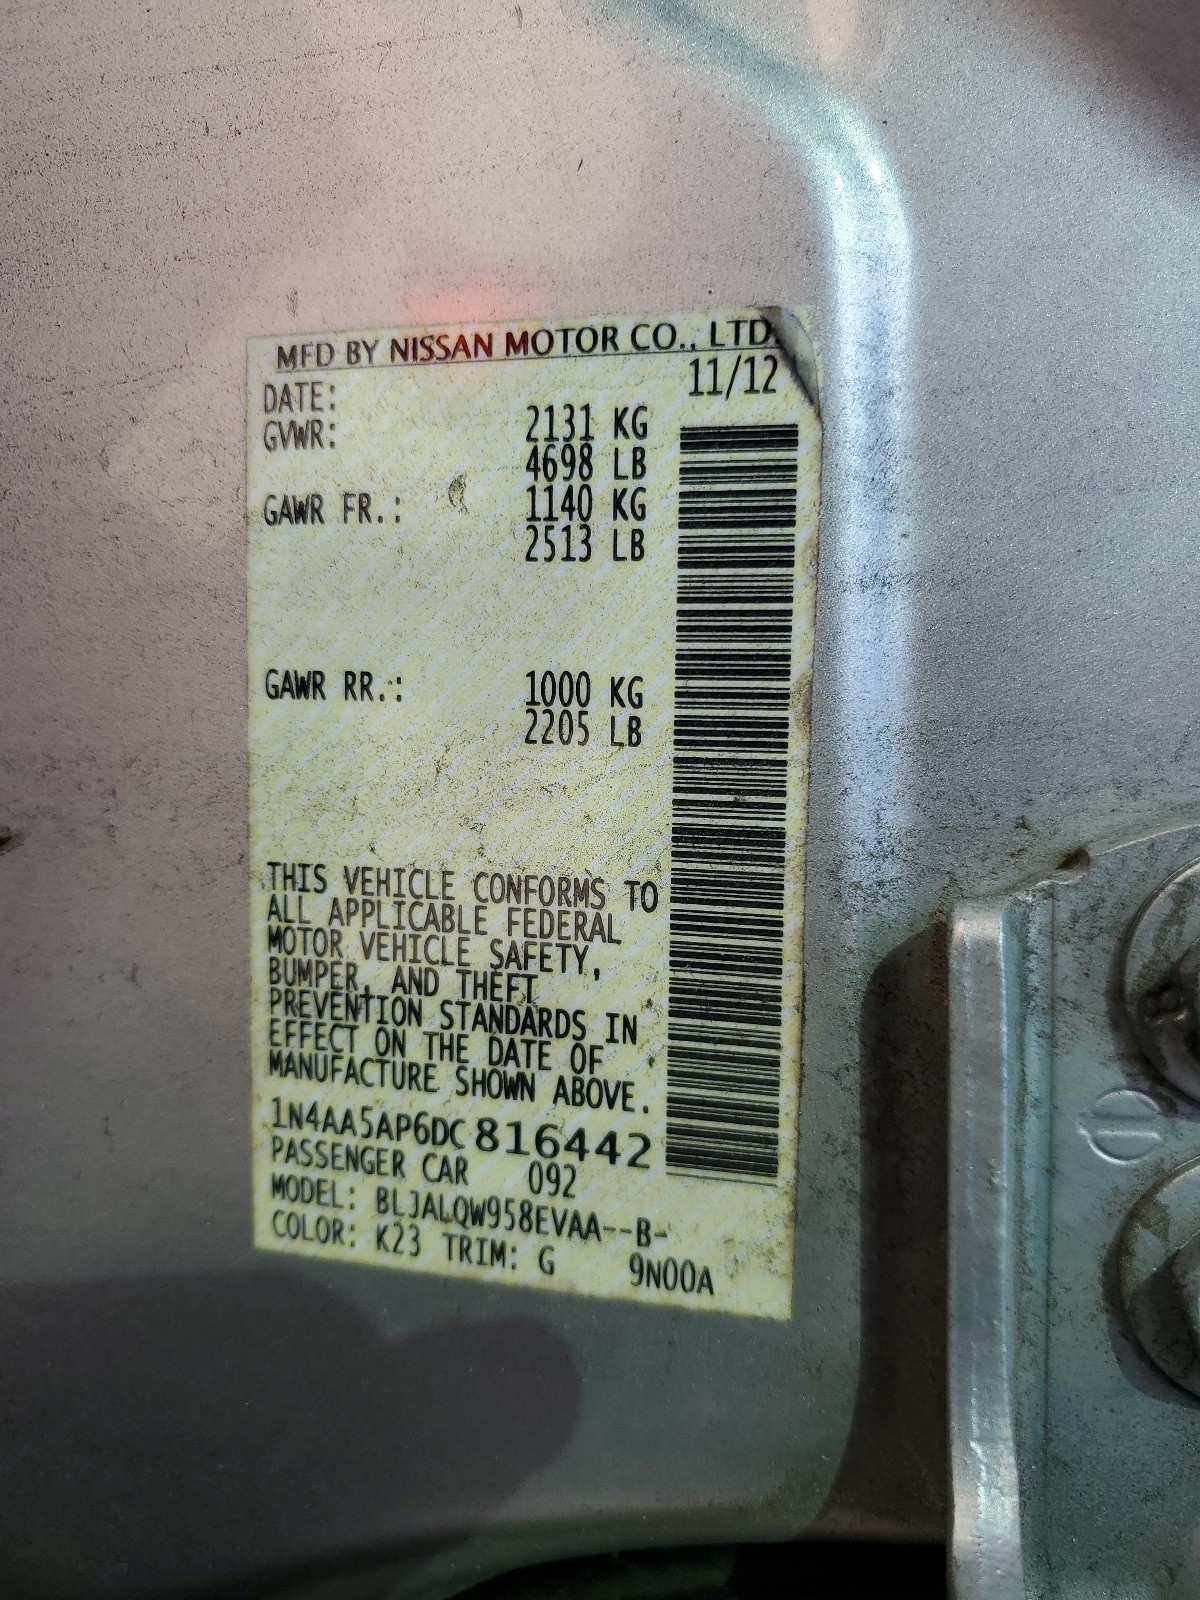 MFD BY NISSAN MOTOR CO., LTD.
DATE: 11/12
GVWR: 2131 KG
4698 LB
GAWR FR.: 1140 KG
2513 LB
GAWR RR.: 1000 KG
2205 LB
THIS VEHICLE CONFORMS TO
ALL APPLICABLE FEDERAL
MOTOR VEHICLE SAFETY,
BUMPER, AND THEFT
PREVENTION STANDARDS IN
EFFECT ON THE DATE OF
MANUFACTURE SHOWN ABOVE.
1N4AA5AP6DC816442
PASSENGER CAR 092
MODEL: BLJALQW958EVAA--B-
COLOR: K23 TRIM: G 9N00A